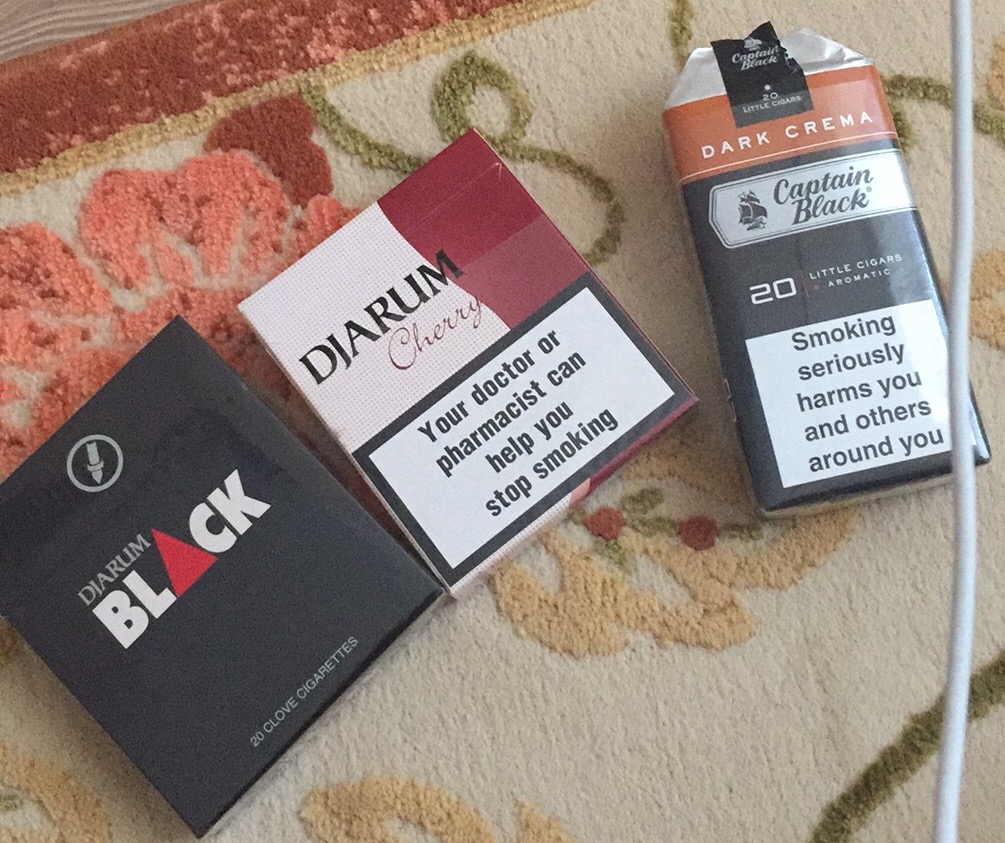 DJARUM
BLACK
20 CLOVE CIGARETTES
DJARUM
Cherry
Your doctor or
pharmacist can
help you
stop smoking
Captain
Black
20
LITTLE CIGARS
DARK CREMA
Captain
Black®
20 LITTLE CIGARS
AROMATIC
Smoking
seriously
harms you
and others
around you